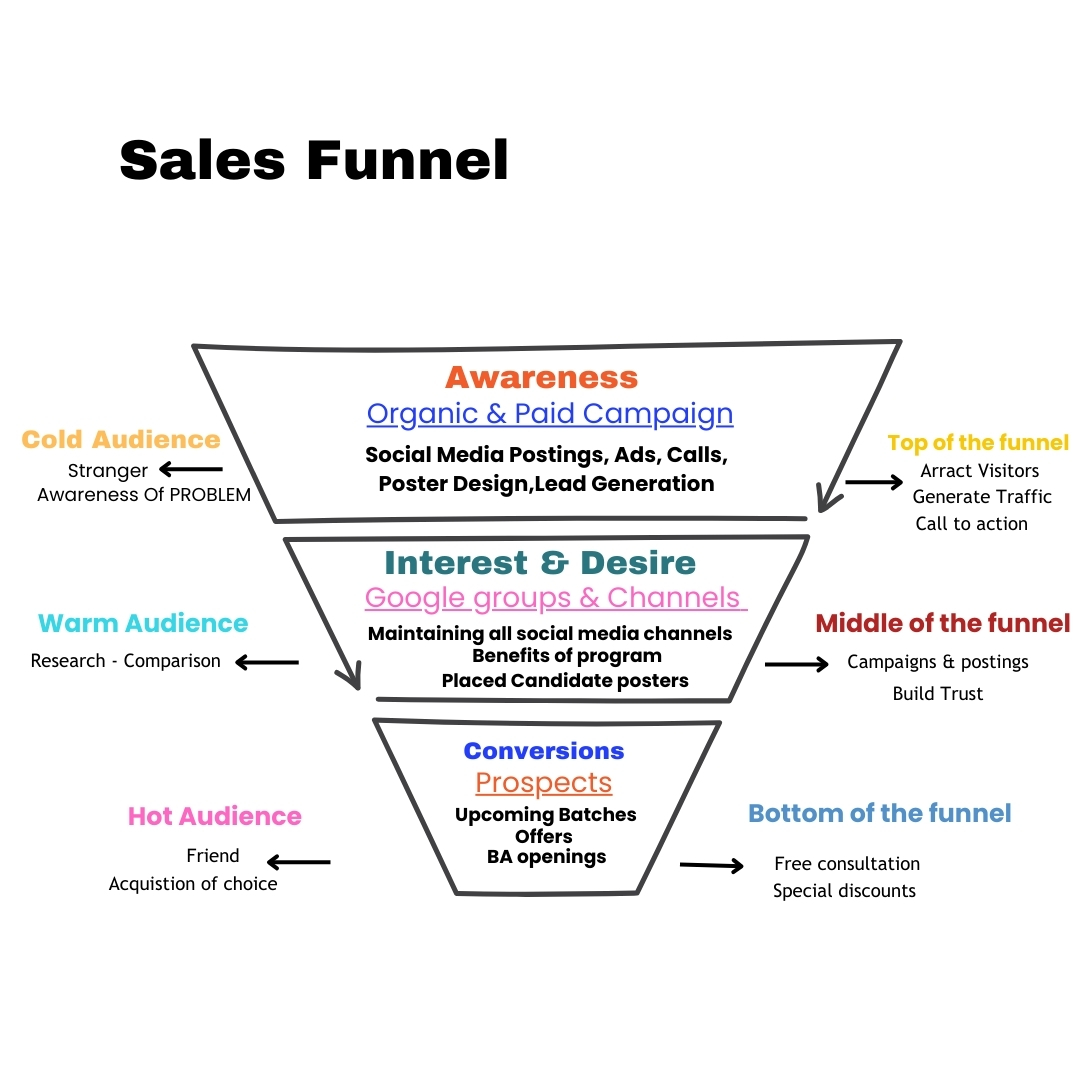 Sales Funnel
Awareness
Organic & Paid Campaign
Social Media Postings, Ads, Calls,
Poster Design,Lead Generation
Cold Audience
Stranger
Awareness Of PROBLEM
Top of the funnel
Arract Visitors
Generate Traffic
Call to action
Interest & Desire
Google groups & Channels
Maintaining all social media channels
Benefits of program
Placed Candidate posters
Warm Audience
Research - Comparison
Middle of the funnel
Campaigns & postings
Build Trust
Conversions
Prospects
Upcoming Batches
Offers
BA openings
Hot Audience
Friend
Acquistion of choice
Bottom of the funnel
Free consultation
Special discounts